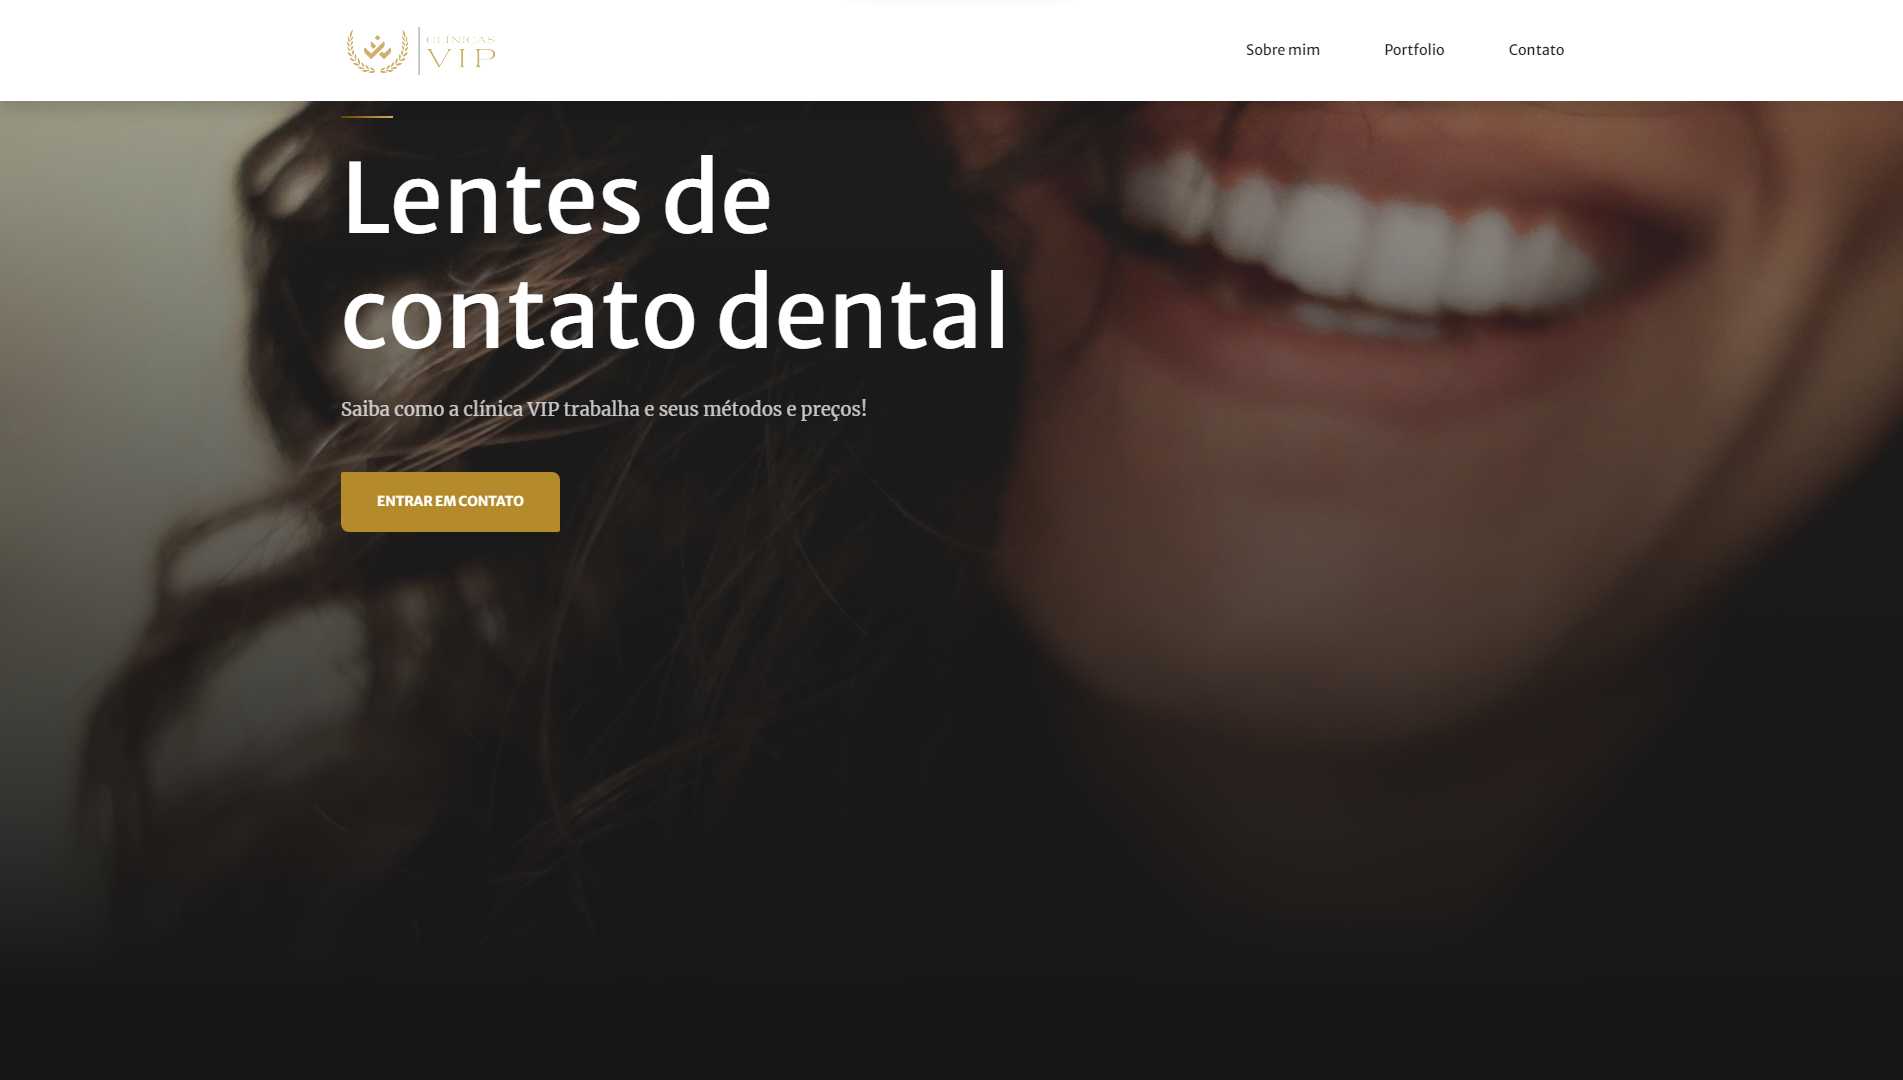 CLÍNICAS
VIP
Sobre mim
Portfolio
Contato
Lentes de
contato dental
Saiba como a clínica VIP trabalha e seus métodos e preços!
ENTRAR EM CONTATO